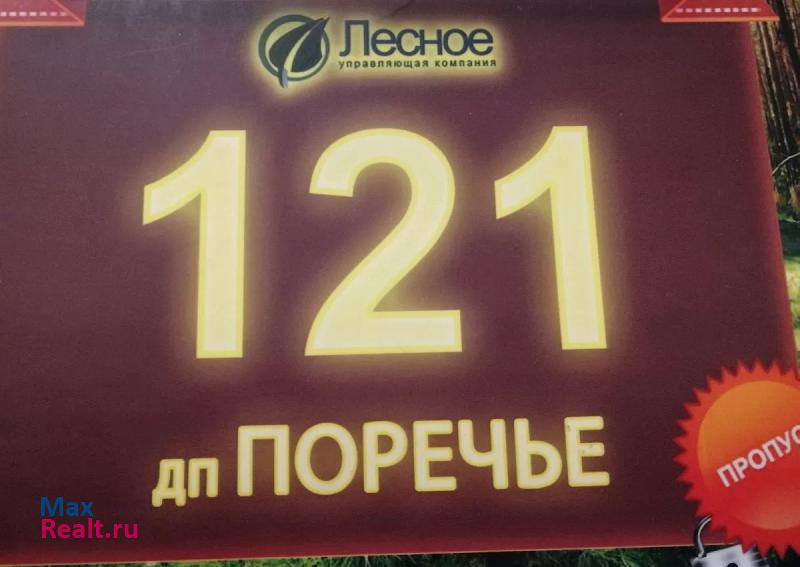 Лесное
управляющая компания
121
дп ПОРЕЧЬЕ
ПРОПУС
Max
Realt.ru